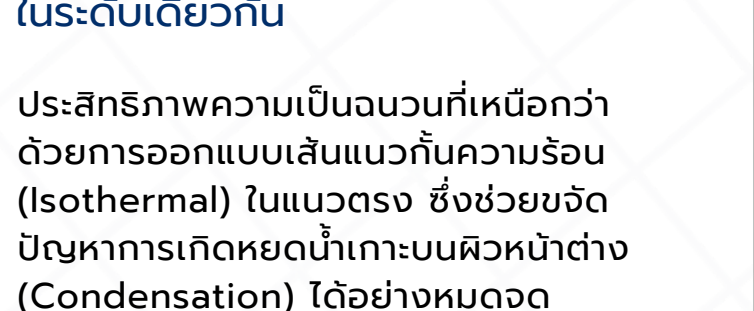 ในระดับเดียวกัน
ประสิทธิภาพความเป็นฉนวนที่เหนือกว่า
ด้วยการออกแบบเส้นแนวกั้นความร้อน
(Isothermal) ในแนวตรง ซึ่งช่วยขจัด
ปัญหาการเกิดหยดน้ำเกาะบนผิวหน้าต่าง
(Condensation) ได้อย่างหมดจด